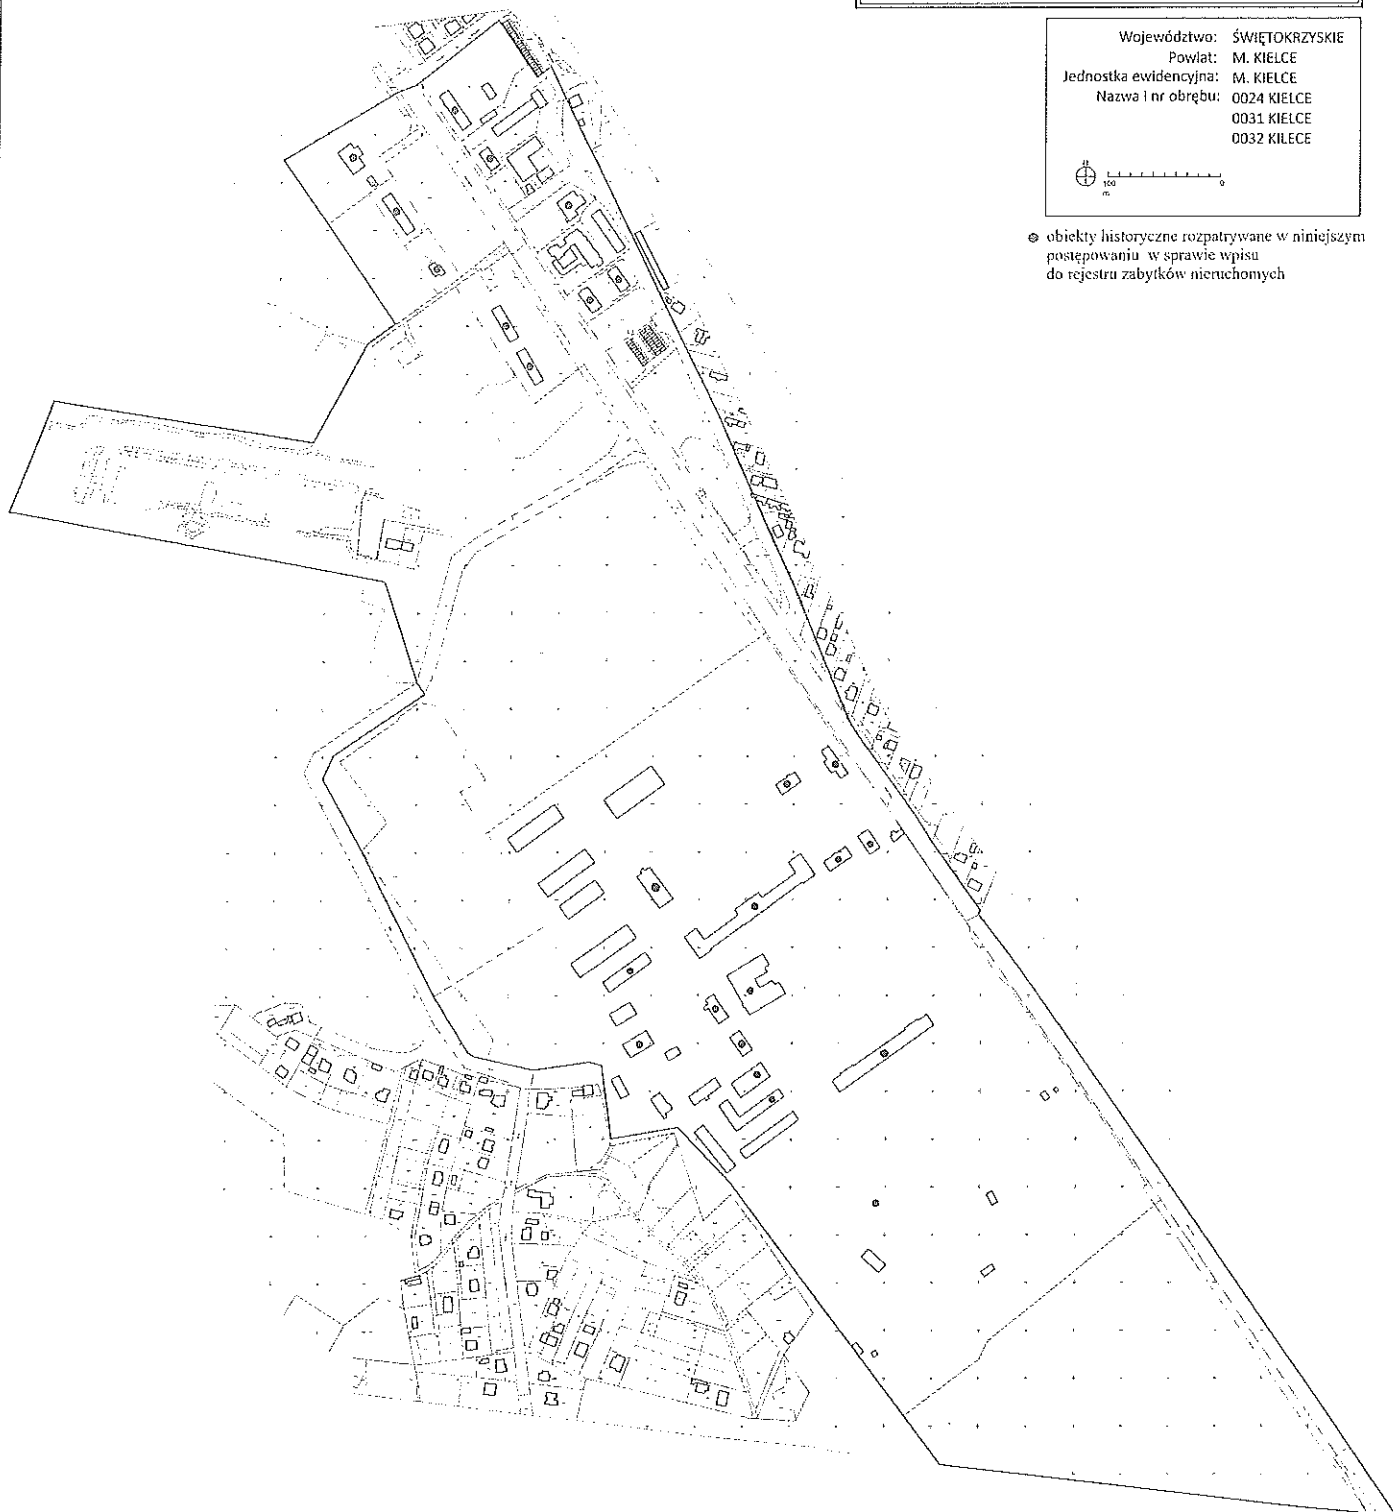 Województwo: ŚWIĘTOKRZYSKIE
Powiat: M. KIELCE
Jednostka ewidencyjna: M. KIELCE
Nazwa i nr obrębu: 0024 KIELCE
0031 KIELCE
0032 KILECE
100 0
m
obiekty historyczne rozpatrywane w niniejszym
postępowaniu w sprawie wpisu
do rejestru zabytków nieruchomych